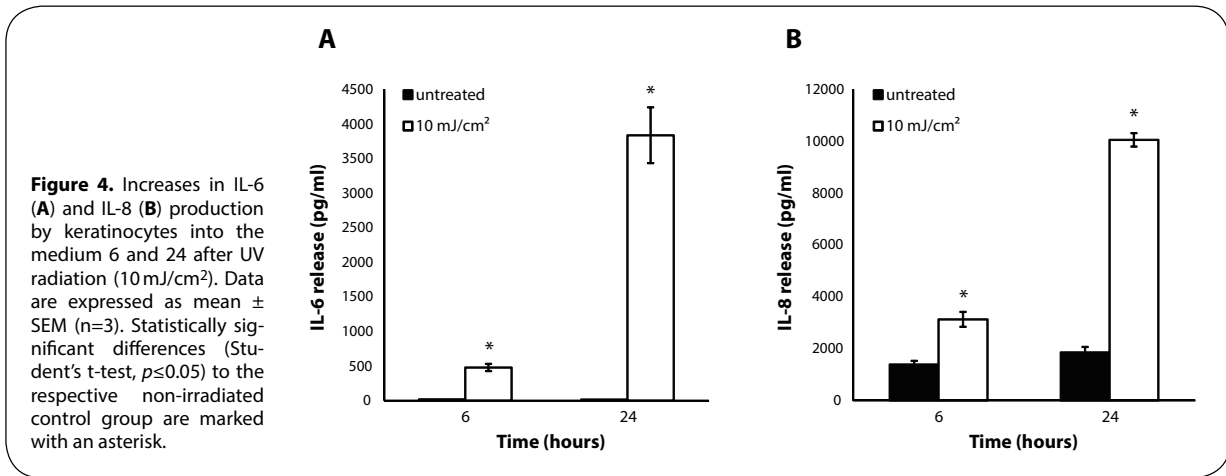 Figure 4. Increases in IL-6
(A) and IL-8 (B) production
by keratinocytes into the
medium 6 and 24 after UV
radiation (10 mJ/cm²). Data
are expressed as mean ±
SEM (n=3). Statistically sig-
nificant differences (Stu-
dent's t-test, p≤0.05) to the
respective non-irradiated
control group are marked
with an asterisk.
A
IL-6 release (pg/ml)
4500
4000
3500
3000
2500
2000
1500
1000
500
0
untreated
10 mJ/cm²
*
*
6
24
Time (hours)
B
IL-8 release (pg/ml)
12000
10000
8000
6000
4000
2000
0
untreated
10 mJ/cm²
*
*
6
24
Time (hours)